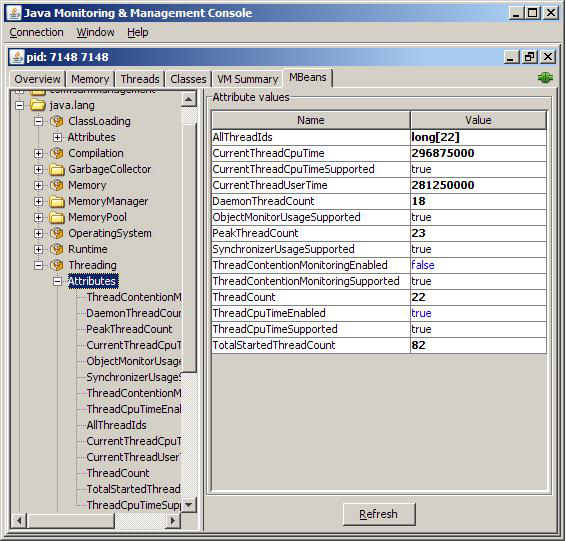 Java Monitoring & Management Console
Connection Window Help
pid: 7148 7148
Overview Memory Threads Classes VM Summary MBeans
java.lang
ClassLoading
Attributes
Compilation
GarbageCollector
Memory
MemoryManager
MemoryPool
OperatingSystem
Runtime
Threading
Attributes
ThreadContentionM
DaemonThreadCour
PeakThreadCount
CurrentThreadCpuT
ObjectMonitorUsage
SynchronizerUsageS
ThreadContentionM
ThreadCpuTimeEnal
AllThreadIds
CurrentThreadCpuT
CurrentThreadUser
ThreadCount
TotalStartedThread
ThreadCpuTimeSupp
Attribute values
Name Value
AllThreadIds long[22]
CurrentThreadCpuTime 296875000
CurrentThreadCpuTimeSupported true
CurrentThreadUserTime 281250000
DaemonThreadCount 18
ObjectMonitorUsageSupported true
PeakThreadCount 23
SynchronizerUsageSupported true
ThreadContentionMonitoringEnabled false
ThreadContentionMonitoringSupported true
ThreadCount 22
ThreadCpuTimeEnabled true
ThreadCpuTimeSupported true
TotalStartedThreadCount 82
Refresh